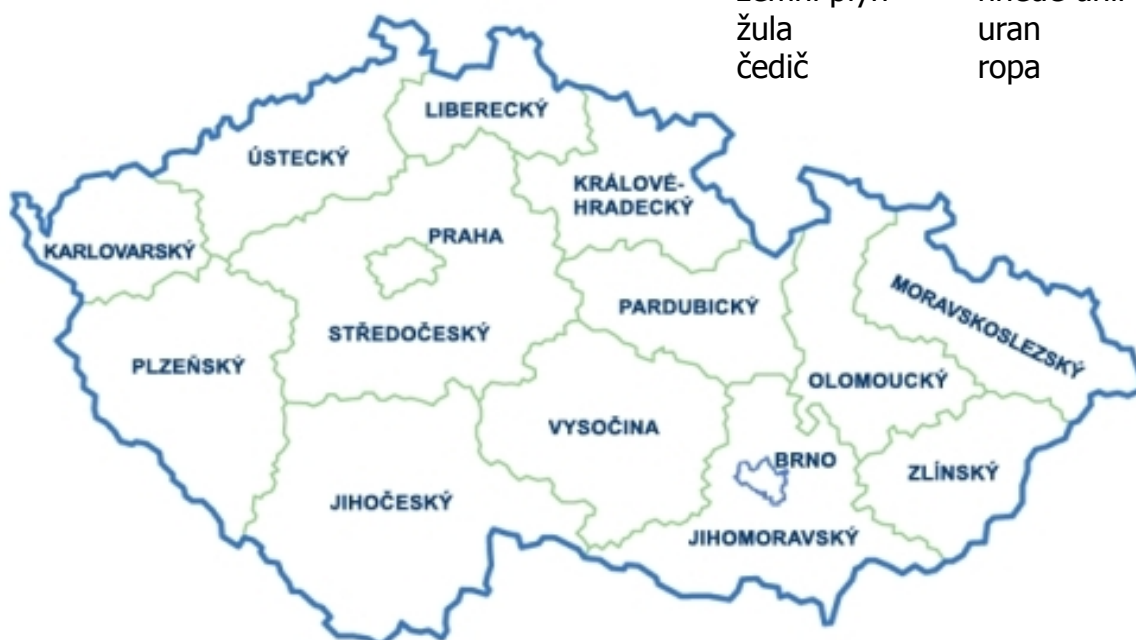 žula uran
čedič ropa
LIBERECKÝ
ÚSTECKÝ
KRÁLOVÉ-
HRADECKÝ
PRAHA
KARLOVARSKÝ
MORAVSKOSLEZSKÝ
PARDUBICKÝ
STŘEDOČESKÝ
PLZEŇSKÝ
OLOMOUCKÝ
VYSOČINA
BRNO
ZLÍNSKÝ
JIHOČESKÝ
JIHOMORAVSKÝ